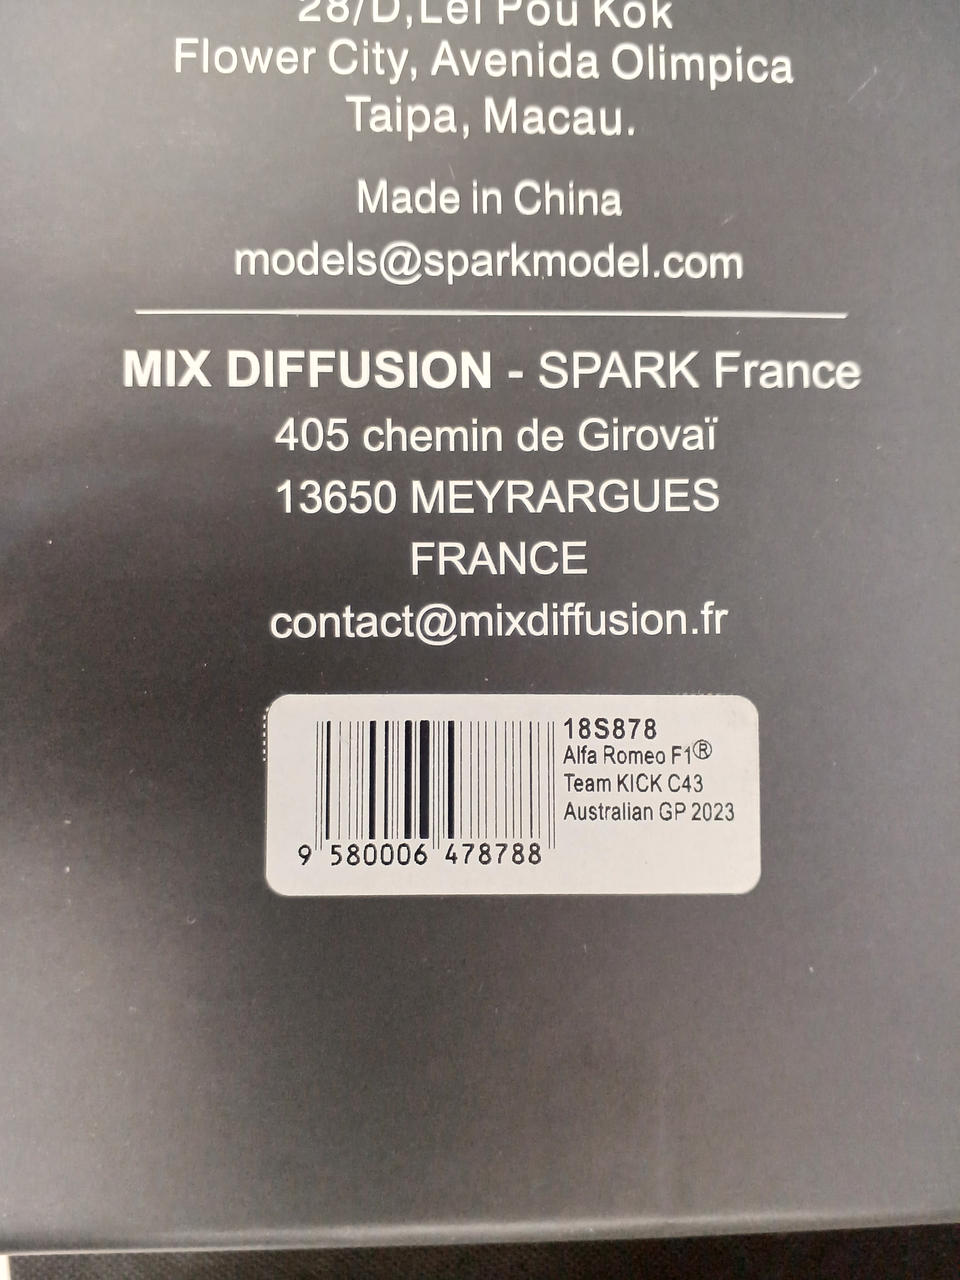 28/D,Lei Pou Kok
Flower City, Avenida Olimpica
Taipa, Macau.
Made in China
models@sparkmodel.com
MIX DIFFUSION - SPARK France
405 chemin de Girovaï
13650 MEYRARGUES
FRANCE
contact@mixdiffusion.fr
18S878
Alfa Romeo F1®
Team KICK C43
Australian GP 2023
9 580006 478788